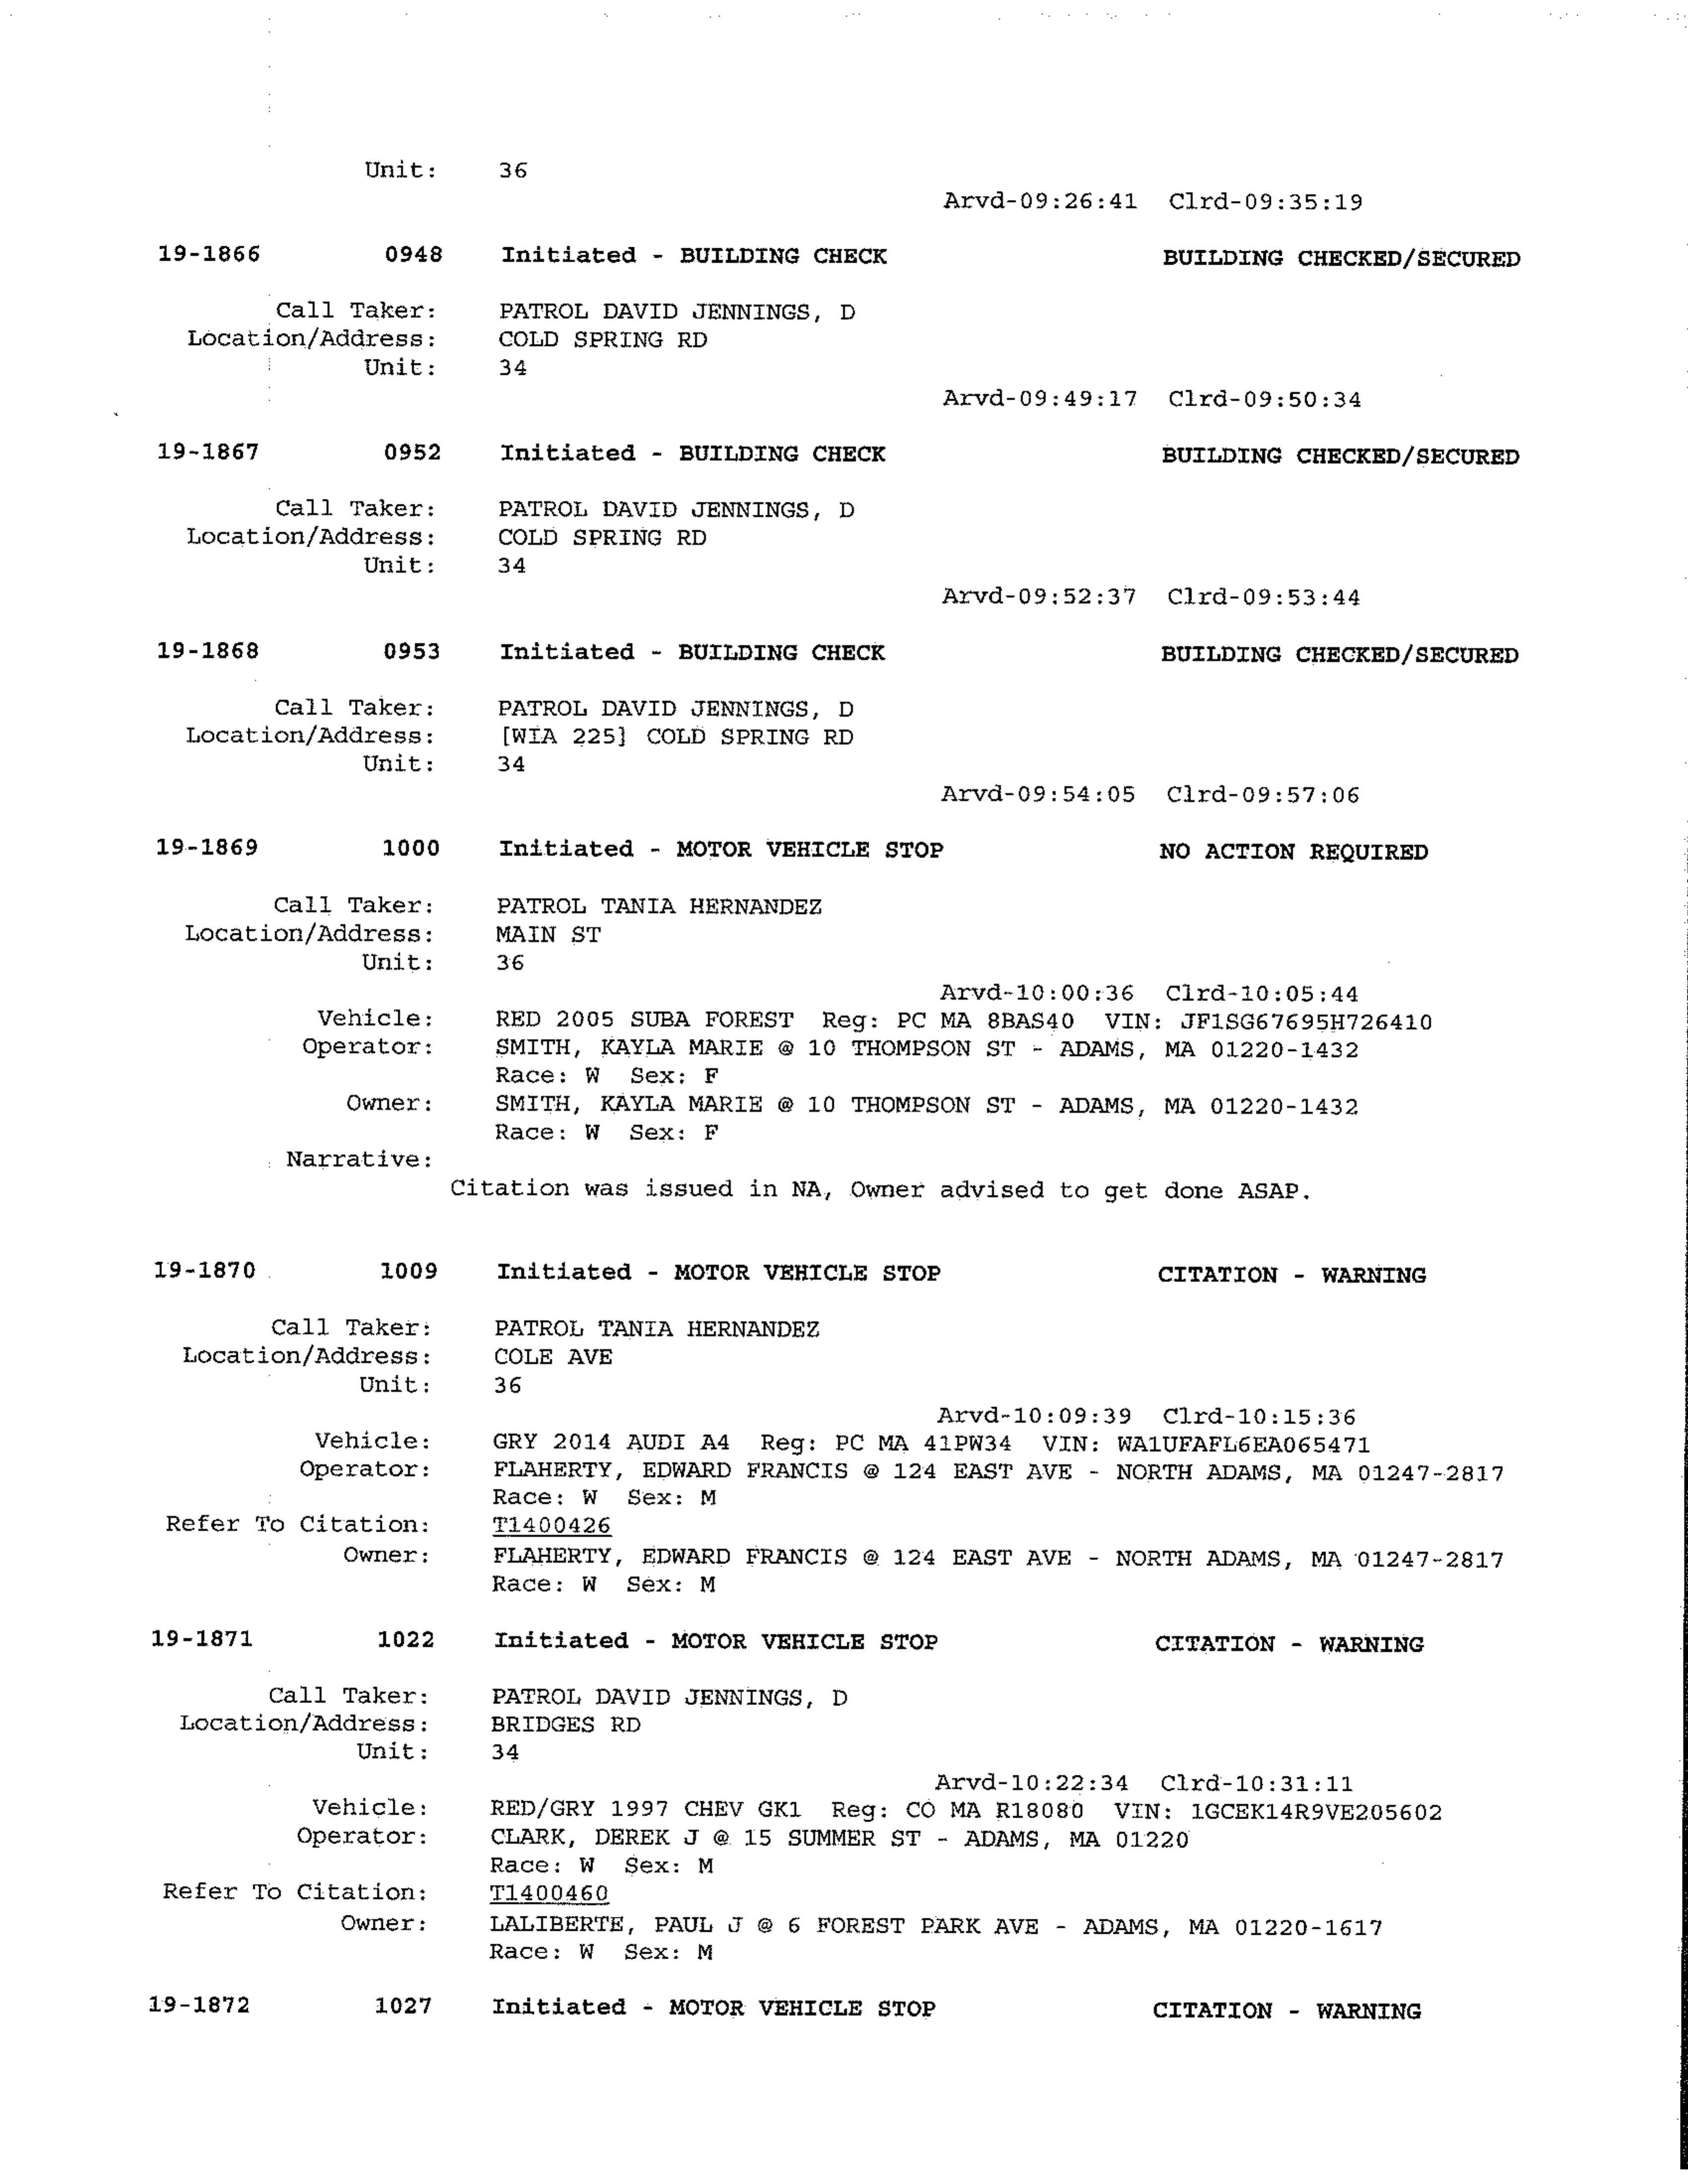 Unit: 36
Arvd-09:26:41 Clrd-09:35:19
19-1866 0948 Initiated - BUILDING CHECK BUILDING CHECKED/SECURED
Call Taker: PATROL DAVID JENNINGS, D
Location/Address: COLD SPRING RD
Unit: 34
Arvd-09:49:17 Clrd-09:50:34
19-1867 0952 Initiated - BUILDING CHECK BUILDING CHECKED/SECURED
Call Taker: PATROL DAVID JENNINGS, D
Location/Address: COLD SPRING RD
Unit: 34
Arvd-09:52:37 Clrd-09:53:44
19-1868 0953 Initiated - BUILDING CHECK BUILDING CHECKED/SECURED
Call Taker: PATROL DAVID JENNINGS, D
Location/Address: [WIA 225] COLD SPRING RD
Unit: 34
Arvd-09:54:05 Clrd-09:57:06
19-1869 1000 Initiated - MOTOR VEHICLE STOP NO ACTION REQUIRED
Call Taker: PATROL TANIA HERNANDEZ
Location/Address: MAIN ST
Unit: 36
Arvd-10:00:36 Clrd-10:05:44
Vehicle: RED 2005 SUBA FOREST Reg: PC MA 8BAS40 VIN: JF1SG67695H726410
Operator: SMITH, KAYLA MARIE @ 10 THOMPSON ST - ADAMS, MA 01220-1432
Race: W Sex: F
Owner: SMITH, KAYLA MARIE @ 10 THOMPSON ST - ADAMS, MA 01220-1432
Race: W Sex: F
Narrative:
Citation was issued in NA, Owner advised to get done ASAP.
19-1870 1009 Initiated - MOTOR VEHICLE STOP CITATION - WARNING
Call Taker: PATROL TANIA HERNANDEZ
Location/Address: COLE AVE
Unit: 36
Arvd-10:09:39 Clrd-10:15:36
Vehicle: GRY 2014 AUDI A4 Reg: PC MA 41PW34 VIN: WA1UFAFL6EA065471
Operator: FLAHERTY, EDWARD FRANCIS @ 124 EAST AVE - NORTH ADAMS, MA 01247-2817
Race: W Sex: M
Refer To Citation: T1400426
Owner: FLAHERTY, EDWARD FRANCIS @ 124 EAST AVE - NORTH ADAMS, MA 01247-2817
Race: W Sex: M
19-1871 1022 Initiated - MOTOR VEHICLE STOP CITATION - WARNING
Call Taker: PATROL DAVID JENNINGS, D
Location/Address: BRIDGES RD
Unit: 34
Arvd-10:22:34 Clrd-10:31:11
Vehicle: RED/GRY 1997 CHEV GK1 Reg: CO MA R18080 VIN: 1GCEK14R9VE205602
Operator: CLARK, DEREK J @ 15 SUMMER ST - ADAMS, MA 01220
Race: W Sex: M
Refer To Citation: T1400460
Owner: LALIBERTE, PAUL J @ 6 FOREST PARK AVE - ADAMS, MA 01220-1617
Race: W Sex: M
19-1872 1027 Initiated - MOTOR VEHICLE STOP CITATION - WARNING